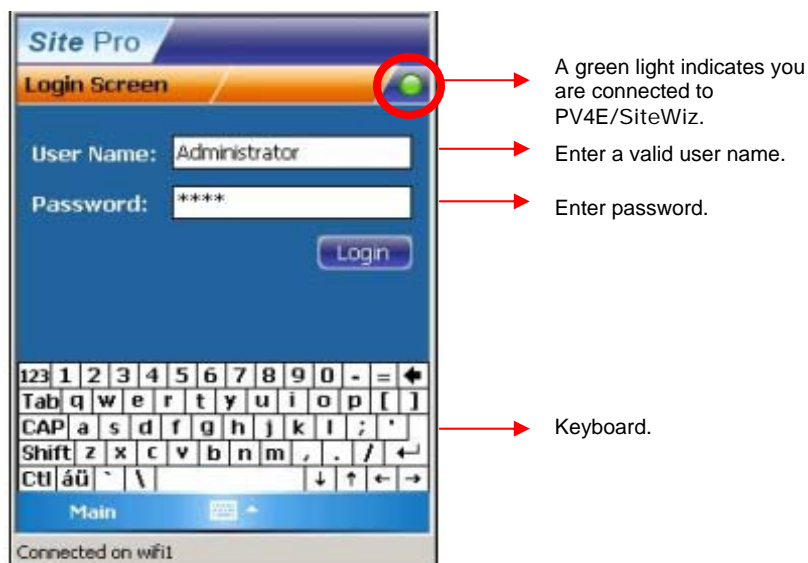 Site Pro
Login Screen
A green light indicates you
are connected to
PV4E/SiteWiz.
User Name: Administrator
Enter a valid user name.
Password: ****
Enter password.
Login
123 1 2 3 4 5 6 7 8 9 0 - =
Tab q w e r t y u i o p [ ]
CAP a s d f g h j k l ; '
Keyboard.
Shift z x c v b n m , . /
Ctl áü ` \ ↓ ↑ ← →
Main
Connected on wifi1